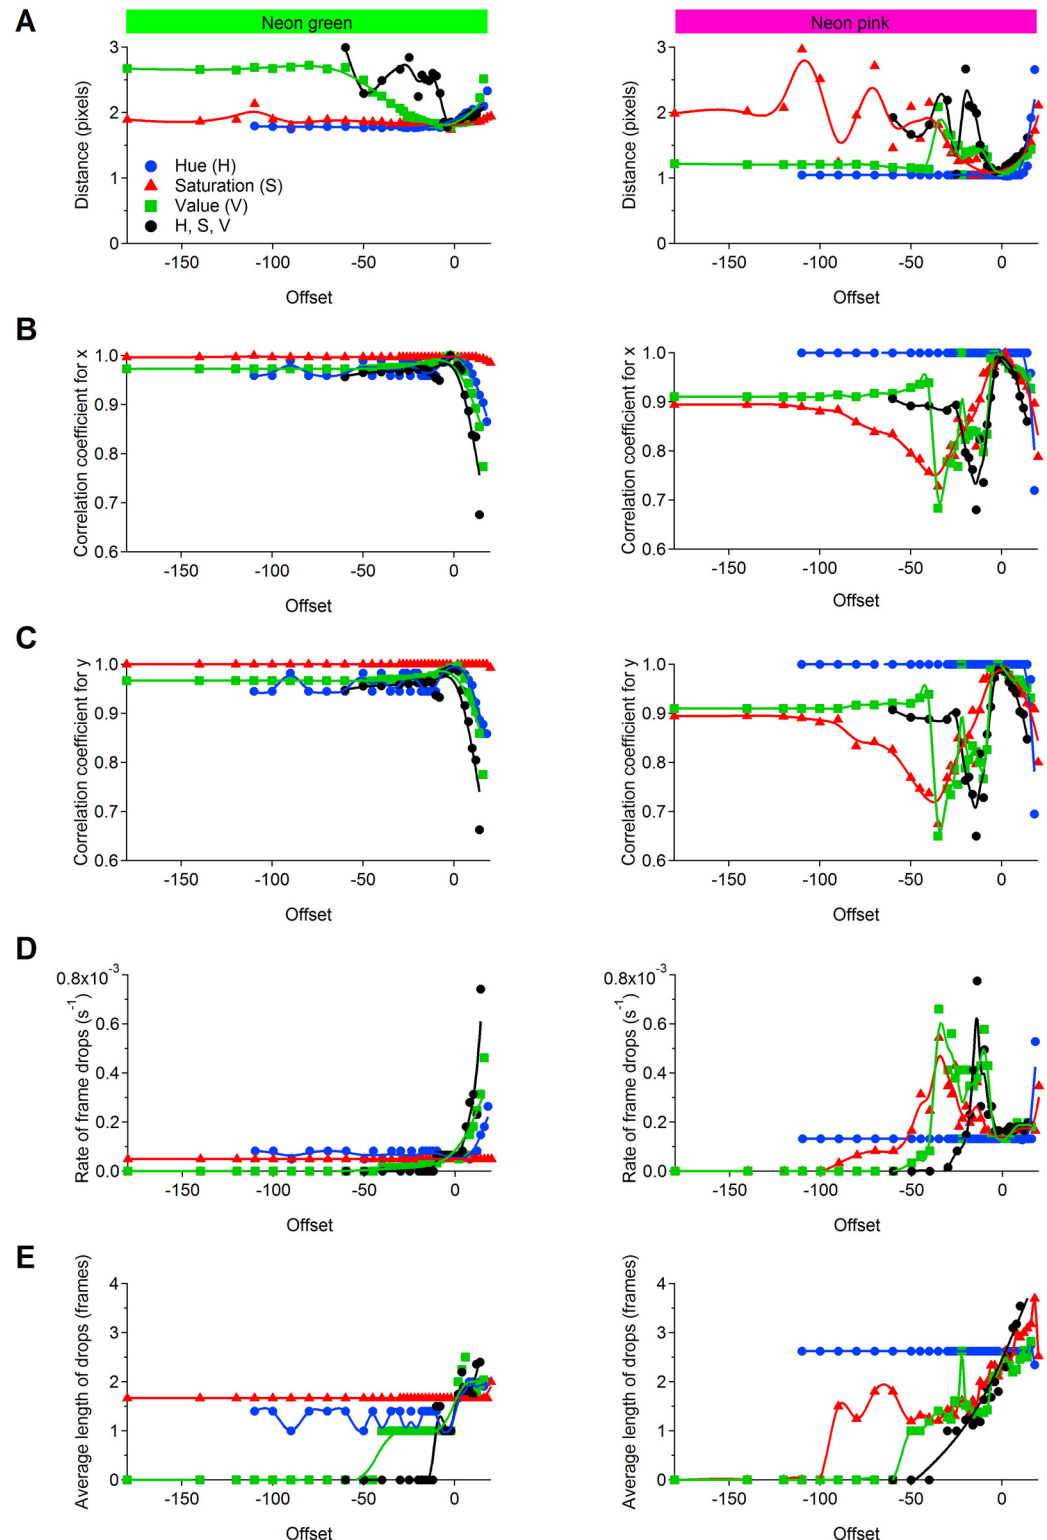 A
Neon green
Neon pink
Distance (pixels)
3
2
1
0
Hue (H)
Saturation (S)
Value (V)
H, S, V
-150
-100
-50
0
Offset
Distance (pixels)
3
2
1
0
-150
-100
-50
0
Offset
B
Correlation coefficient for x
1.0
0.9
0.8
0.7
0.6
-150
-100
-50
0
Offset
Correlation coefficient for x
1.0
0.9
0.8
0.7
0.6
-150
-100
-50
0
Offset
C
Correlation coefficient for y
1.0
0.9
0.8
0.7
0.6
-150
-100
-50
0
Offset
Correlation coefficient for y
1.0
0.9
0.8
0.7
0.6
-150
-100
-50
0
Offset
D
Rate of frame drops (s⁻¹)
0.8x10⁻³
0.6
0.4
0.2
0.0
-150
-100
-50
0
Offset
Rate of frame drops (s⁻¹)
0.8x10⁻³
0.6
0.4
0.2
0.0
-150
-100
-50
0
Offset
E
Average length of drops (frames)
4
3
2
1
0
-150
-100
-50
0
Offset
Average length of drops (frames)
4
3
2
1
0
-150
-100
-50
0
Offset